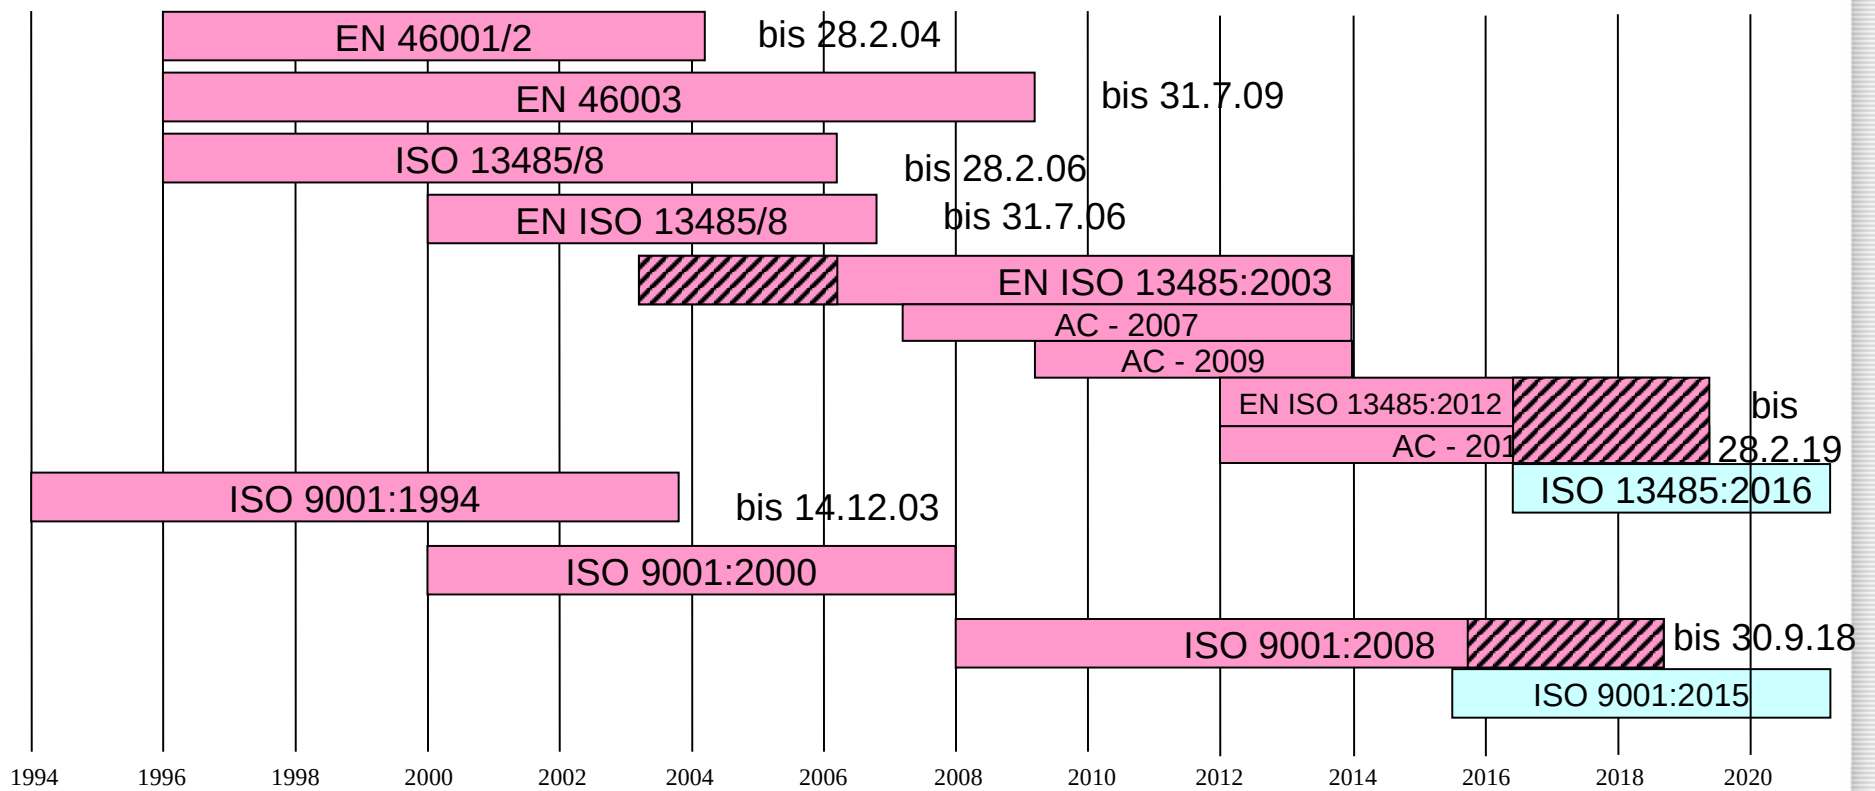 EN 46001/2
bis 28.2.04
EN 46003
bis 31.7.09
ISO 13485/8
bis 28.2.06
EN ISO 13485/8
bis 31.7.06
EN ISO 13485:2003
AC - 2007
AC - 2009
EN ISO 13485:2012
bis
28.2.19
AC - 201
ISO 13485:2016
ISO 9001:1994
bis 14.12.03
ISO 9001:2000
ISO 9001:2008
bis 30.9.18
ISO 9001:2015
1994 1996 1998 2000 2002 2004 2006 2008 2010 2012 2014 2016 2018 2020